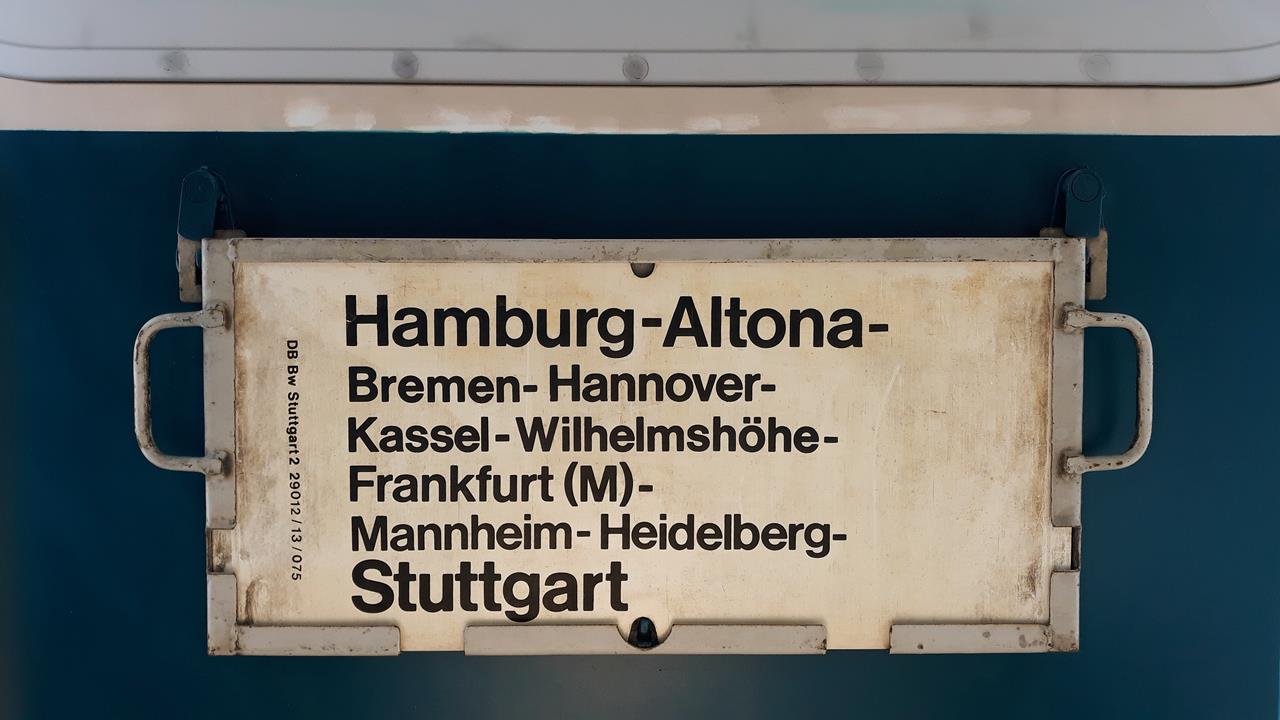 Hamburg-Altona-
Bremen- Hannover-
Kassel-Wilhelmshöhe-
Frankfurt (M)-
Mannheim-Heidelberg-
Stuttgart
DB Bw Stuttgart 2 29012 / 13 / 075